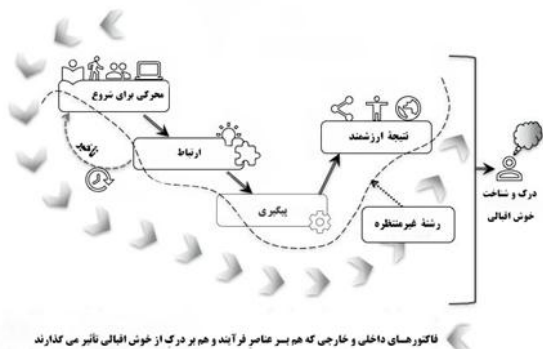 محرکی برای شروع
ارتباط
پیگیری
نتیجهٔ ارزشمند
رشتهٔ غیرمنتظره
درک و شناخت
خوش اقبالی
فاکتورهای داخلی و خارجی که هم بر عناصر فرآیند و هم بر درک از خوش اقبالی تأثیر می گذارند